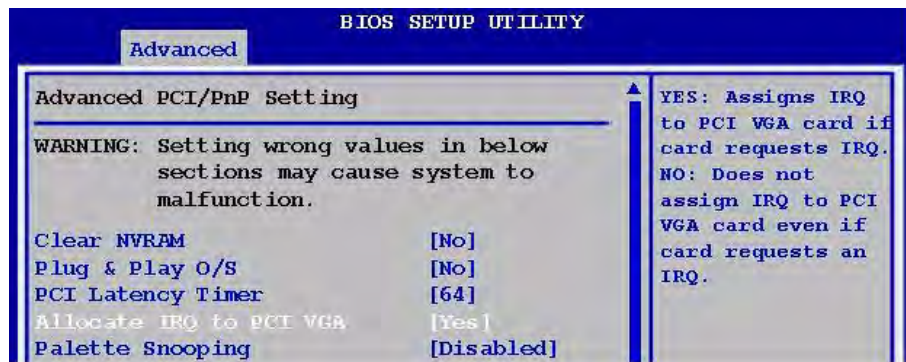 BIOS SETUP UTILITY
Advanced
Advanced PCI/PnP Setting
WARNING: Setting wrong values in below
sections may cause system to
malfunction.
Clear NVRAM [No]
Plug & Play O/S [No]
PCI Latency Timer [64]
Allocate IRQ to PCI VGA [Yes]
Palette Snooping [Disabled]
YES: Assigns IRQ
to PCI VGA card if
card requests IRQ.
NO: Does not
assign IRQ to PCI
VGA card even if
card requests an
IRQ.